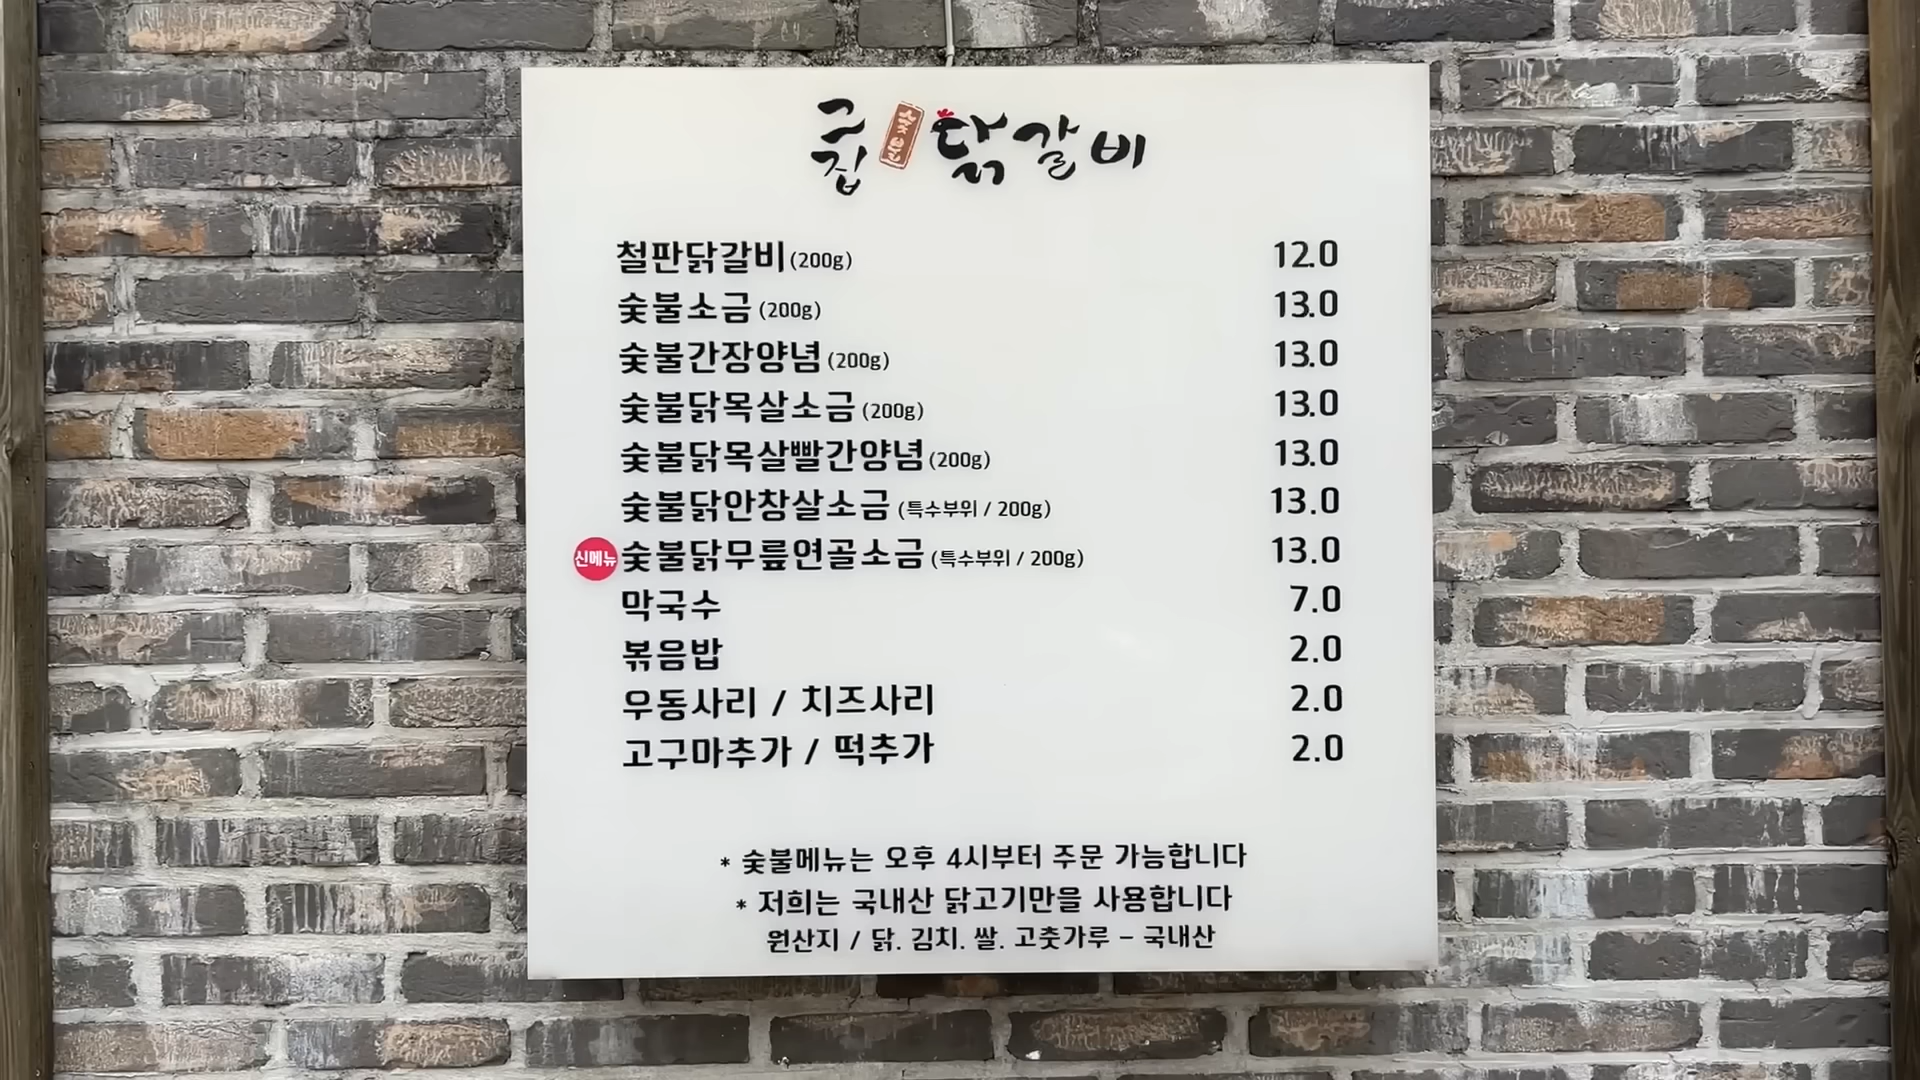 그집 숯불 닭갈비
철판닭갈비 (200g) 12.0
숯불소금 (200g) 13.0
숯불간장양념 (200g) 13.0
숯불닭목살소금 (200g) 13.0
숯불닭목살빨간양념 (200g) 13.0
숯불닭안창살소금 (특수부위 / 200g) 13.0
신메뉴 숯불닭무릎연골소금 (특수부위 / 200g) 13.0
막국수 7.0
볶음밥 2.0
우동사리 / 치즈사리 2.0
고구마추가 / 떡추가 2.0
* 숯불메뉴는 오후 4시부터 주문 가능합니다
* 저희는 국내산 닭고기만을 사용합니다
원산지 / 닭. 김치. 쌀. 고춧가루 - 국내산